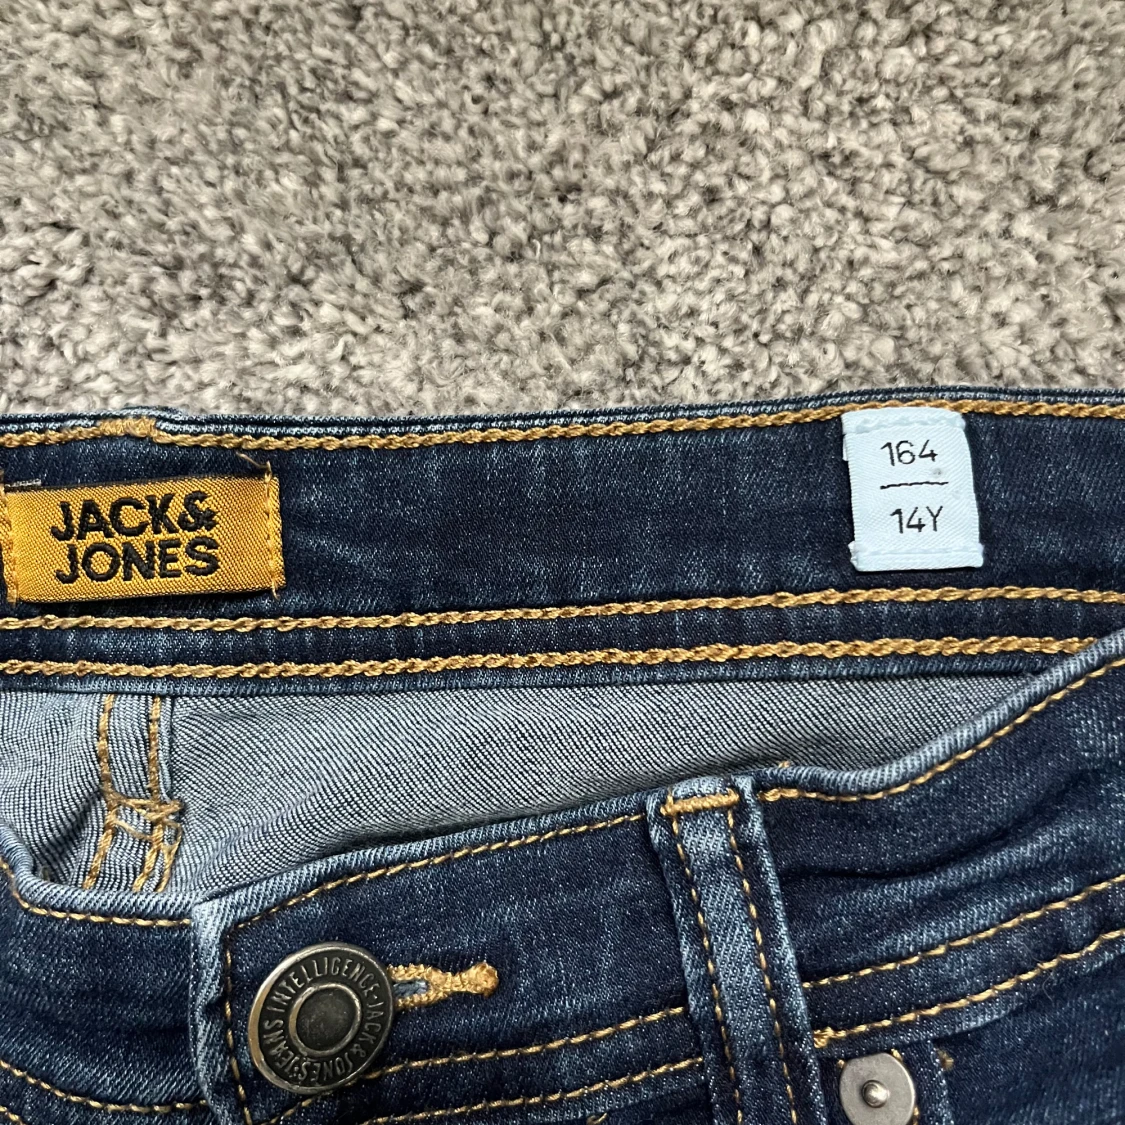 JACK&
JONES
164
14Y
JEANS INTELLIGENCE·JACK & JONES·